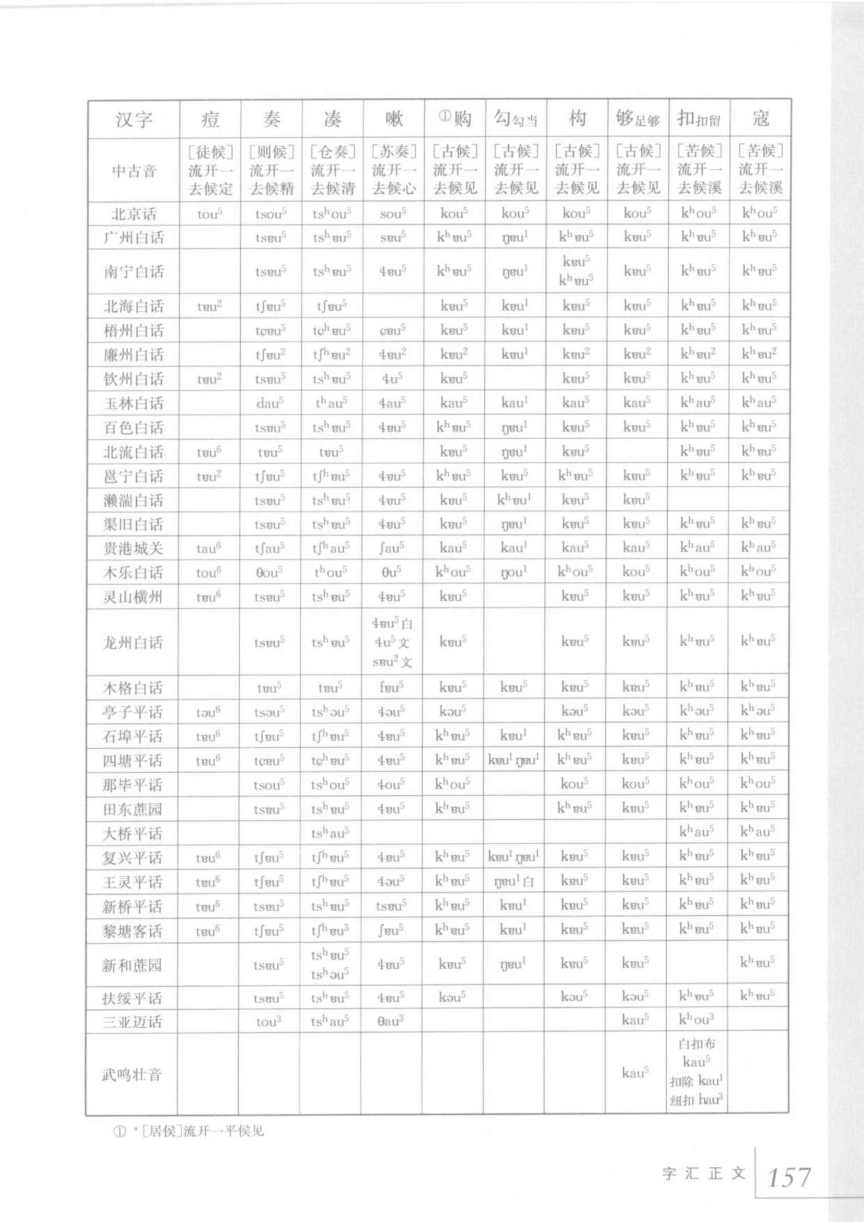 汉字 痘 奏 凑 嗽 ①购 勾勾当 构 够足够 扣扣留 寇
中古音 [徒候]流开一去候定 [则候]流开一去候精 [仓奏]流开一去候清 [苏奏]流开一去候心 [古候]流开一去候见 [古候]流开一去候见 [古候]流开一去候见 [古候]流开一去候见 [苦候]流开一去候溪 [苦候]流开一去候溪
北京话 tou⁵ tsou⁵ tsʰou⁵ sou⁵ kou⁵ kou⁵ kou⁵ kou⁵ kʰou⁵ kʰou⁵
广州白话 tsɐu⁵ tsʰɐu⁵ sɐu⁵ kʰɐu⁵ ŋɐu¹ kʰɐu⁵ kɐu⁵ kʰɐu⁵ kʰɐu⁵
南宁白话 tsɐu⁵ tsʰɐu⁵ ɬɐu⁵ kʰɐu⁵ ŋɐu¹ kɐu⁵ kʰɐu⁵ kɐu⁵ kʰɐu⁵ kʰɐu⁵
北海白话 tɐu² tʃɐu⁵ tʃɐu⁵ kɐu⁵ kɐu¹ kɐu⁵ kɐu⁵ kʰɐu⁵ kʰɐu⁵
梧州白话 tɕɐu⁵ tɕʰɐu⁵ ɕɐu⁵ kɐu⁵ kɐu¹ kɐu⁵ kɐu⁵ kʰɐu⁵ kʰɐu⁵
廉州白话 tʃɐu² tʃʰɐu² ɬɐu² kɐu² kɐu¹ kɐu² kɐu² kʰɐu² kʰɐu²
钦州白话 tɐu² tsɐu⁵ tsʰɐu⁵ ɬu⁵ kɐu⁵ kɐu⁵ kɐu⁵ kʰɐu⁵ kʰɐu⁵
玉林白话 dau⁵ tʰau⁵ ɬau⁵ kau⁵ kau¹ kau⁵ kau⁵ kʰau⁵ kʰau⁵
百色白话 tsɐu⁵ tsʰɐu⁵ ɬɐu⁵ kʰɐu⁵ ŋɐu¹ kɐu⁵ kɐu⁵ kʰɐu⁵ kʰɐu⁵
北流白话 tɐu⁶ tɐu⁵ tɐu⁵ kɐu⁵ ŋɐu¹ kɐu⁵ kʰɐu⁵ kʰɐu⁵
邕宁白话 tɐu² tʃɐu⁵ tʃʰɐu⁵ ɬɐu⁵ kʰɐu⁵ kɐu⁵ kʰɐu⁵ kɐu⁵ kʰɐu⁵ kʰɐu⁵
濑湍白话 tsɐu⁵ tsʰɐu⁵ ɬɐu⁵ kɐu⁵ kʰɐu¹ kɐu⁵ kɐu⁵
渠旧白话 tsɐu⁵ tsʰɐu⁵ ɬɐu⁵ kɐu⁵ ŋɐu¹ kɐu⁵ kɐu⁵ kʰɐu⁵ kʰɐu⁵
贵港城关 tau⁶ tʃau⁵ tʃʰau⁵ ʃau⁵ kau⁵ kau¹ kau⁵ kau⁵ kʰau⁵ kʰau⁵
木乐白话 tou⁶ θou⁵ tʰou⁵ θu⁵ kʰou⁵ ŋou¹ kʰou⁵ kou⁵ kʰou⁵ kʰou⁵
灵山横州 tɐu⁶ tsɐu⁵ tsʰɐu⁵ ɬɐu⁵ kɐu⁵ kɐu⁵ kɐu⁵ kʰɐu⁵ kʰɐu⁵
龙州白话 tsɐu⁵ tsʰɐu⁵ ɬɐu⁵白 ɬu⁵文 sɐu²文 kɐu⁵ kɐu⁵ kɐu⁵ kʰɐu⁵ kʰɐu⁵
木格白话 tɐu⁵ tɐu⁵ fɐu⁵ kɐu⁵ kɐu⁵ kɐu⁵ kɐu⁵ kʰɐu⁵ kʰɐu⁵
亭子平话 təu⁶ tsəu⁵ tsʰəu⁵ ɬəu⁵ kəu⁵ kəu⁵ kəu⁵ kʰəu⁵ kʰəu⁵
石埠平话 tɐu⁶ tʃɐu⁵ tʃʰɐu⁵ ɬɐu⁵ kʰɐu⁵ kɐu¹ kʰɐu⁵ kɐu⁵ kʰɐu⁵ kʰɐu⁵
四塘平话 tɐu⁶ tɕɐu⁵ tɕʰɐu⁵ ɬɐu⁵ kʰɐu⁵ kɐu¹ ŋɐu¹ kʰɐu⁵ kɐu⁵ kʰɐu⁵ kʰɐu⁵
那毕平话 tsou⁵ tsʰou⁵ ɬou⁵ kʰou⁵ kou⁵ kou⁵ kʰou⁵ kʰou⁵
田东蔗园 tsɐu⁵ tsʰɐu⁵ ɬɐu⁵ kʰɐu⁵ kʰɐu⁵ kɐu⁵ kʰɐu⁵ kʰɐu⁵
大桥平话 tsʰau⁵ kʰau⁵ kʰau⁵
复兴平话 tɐu⁶ tʃɐu⁵ tʃʰɐu⁵ ɬɐu⁵ kʰɐu⁵ kɐu¹ ŋɐu¹ kɐu⁵ kɐu⁵ kʰɐu⁵ kʰɐu⁵
王灵平话 tɐu⁶ tʃɐu⁵ tʃʰɐu⁵ ɬəu⁵ kʰɐu⁵ ŋɐu¹白 kɐu⁵ kɐu⁵ kʰɐu⁵ kʰɐu⁵
新桥平话 tɐu⁶ tsɐu⁵ tsʰɐu⁵ tsɐu⁵ kʰɐu⁵ kɐu¹ kɐu⁵ kɐu⁵ kʰɐu⁵ kʰɐu⁵
黎塘客话 tɐu⁶ tʃɐu⁵ tʃʰɐu³ ʃɐu⁵ kʰɐu⁵ kɐu¹ kɐu⁵ kɐu⁵ kʰɐu⁵ kʰɐu⁵
新和蔗园 tsɐu⁵ tsʰɐu⁵ tsʰəu⁵ ɬɐu⁵ kɐu⁵ ŋɐu¹ kɐu⁵ kɐu⁵ kʰɐu⁵
扶绥平话 tsɐu⁵ tsʰɐu⁵ ɬɐu⁵ kəu⁵ kəu⁵ kəu⁵ kʰɐu⁵ kʰɐu⁵
三亚迈话 tou³ tsʰau⁵ θau³ kau⁵ kʰou³
武鸣壮音 kau⁵ 白扣布 kau⁵ 扣除 kau¹ 纽扣 hau³
① *[居侯]流开一平侯见
字汇正文 157